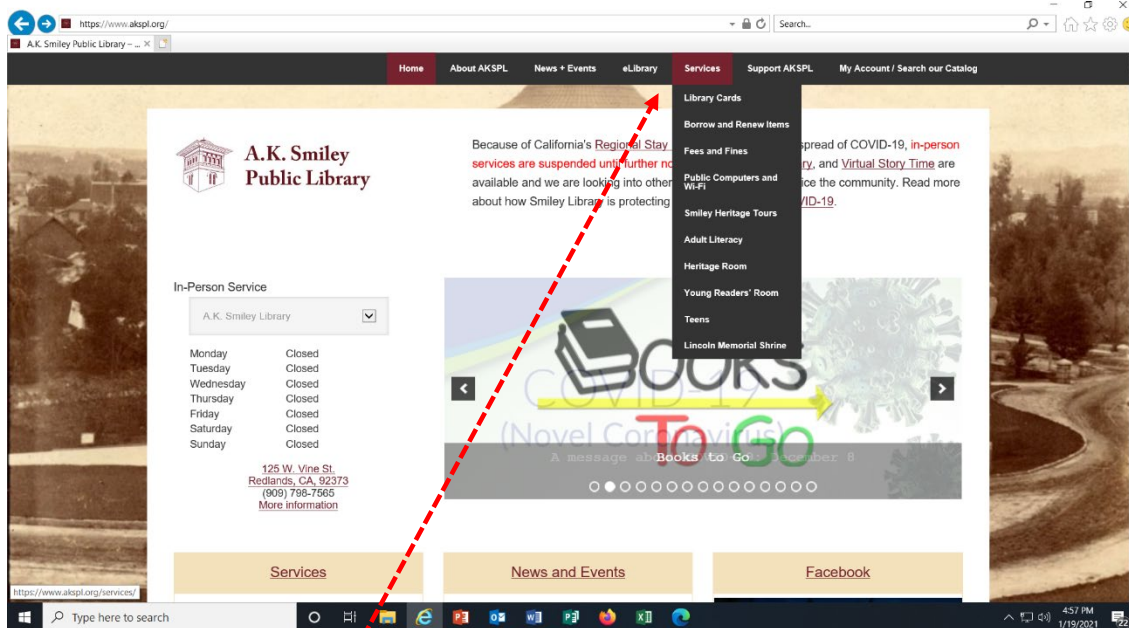 https://www.akspl.org/
Search...
A.K. Smiley Public Library – ...
Home About AKSPL News + Events eLibrary Services Support AKSPL My Account / Search our Catalog
Library Cards
Borrow and Renew Items
Fees and Fines
Public Computers and
Wi-Fi
Smiley Heritage Tours
Adult Literacy
Heritage Room
Young Readers' Room
Teens
Lincoln Memorial Shrine
A.K. Smiley
Public Library
Because of California's Regional Stay spread of COVID-19, in-person
services are suspended until further and Virtual Story Time are
available and we are looking into other the community. Read more
about how Smiley Library is protecting
In-Person Service
A.K. Smiley Library
Monday Closed
Tuesday Closed
Wednesday Closed
Thursday Closed
Friday Closed
Saturday Closed
Sunday Closed
125 W. Vine St.
Redlands, CA, 92373
(909) 798-7565
More information
BOOKS
COVID-19
To Go
(Novel Coronavirus)
A message December 8
Books to Go
Services
News and Events
Facebook
https://www.akspl.org/services/
Type here to search
4:57 PM
1/19/2021
22